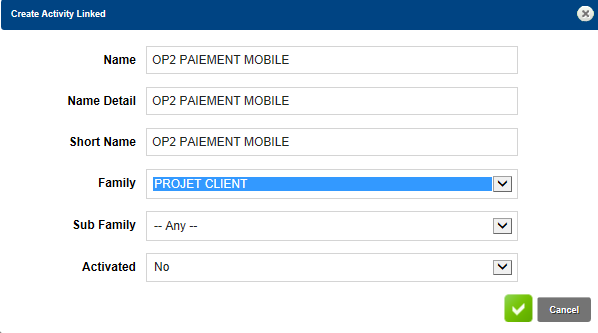 Create Activity Linked
Name OP2 PAIEMENT MOBILE
Name Detail OP2 PAIEMENT MOBILE
Short Name OP2 PAIEMENT MOBILE
Family PROJET CLIENT
Sub Family -- Any --
Activated No
Cancel